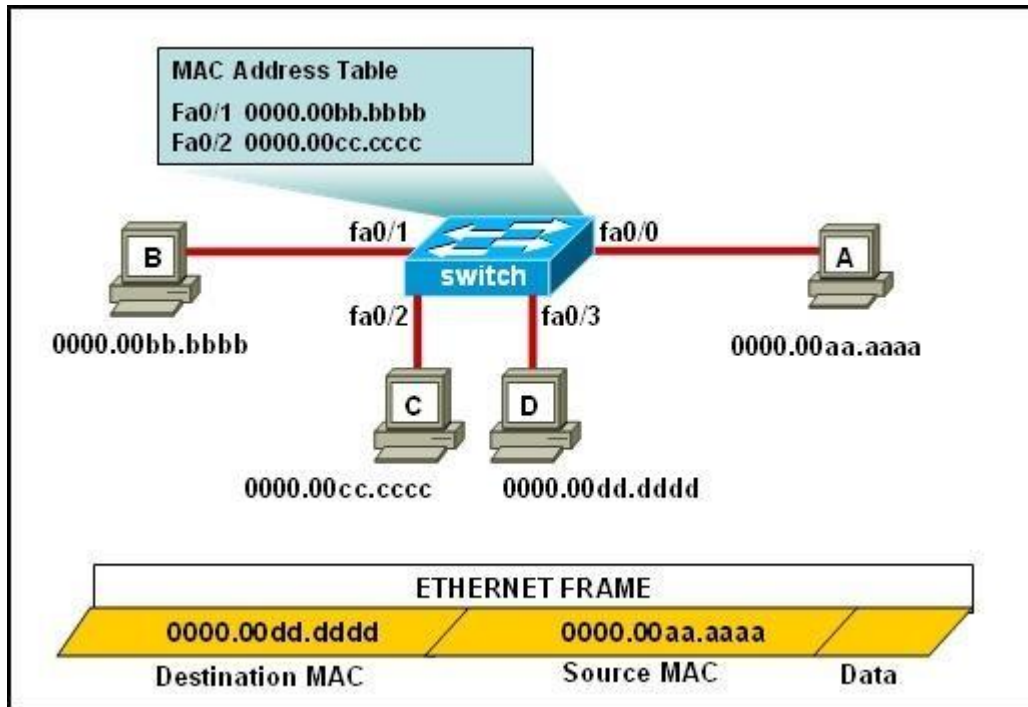 MAC Address Table
Fa0/1 0000.00bb.bbbb
Fa0/2 0000.00cc.cccc
fa0/1
fa0/0
B
A
switch
fa0/2
fa0/3
0000.00bb.bbbb
0000.00aa.aaaa
C
D
0000.00cc.cccc
0000.00dd.dddd
ETHERNET FRAME
0000.00dd.dddd
0000.00aa.aaaa
Destination MAC
Source MAC
Data